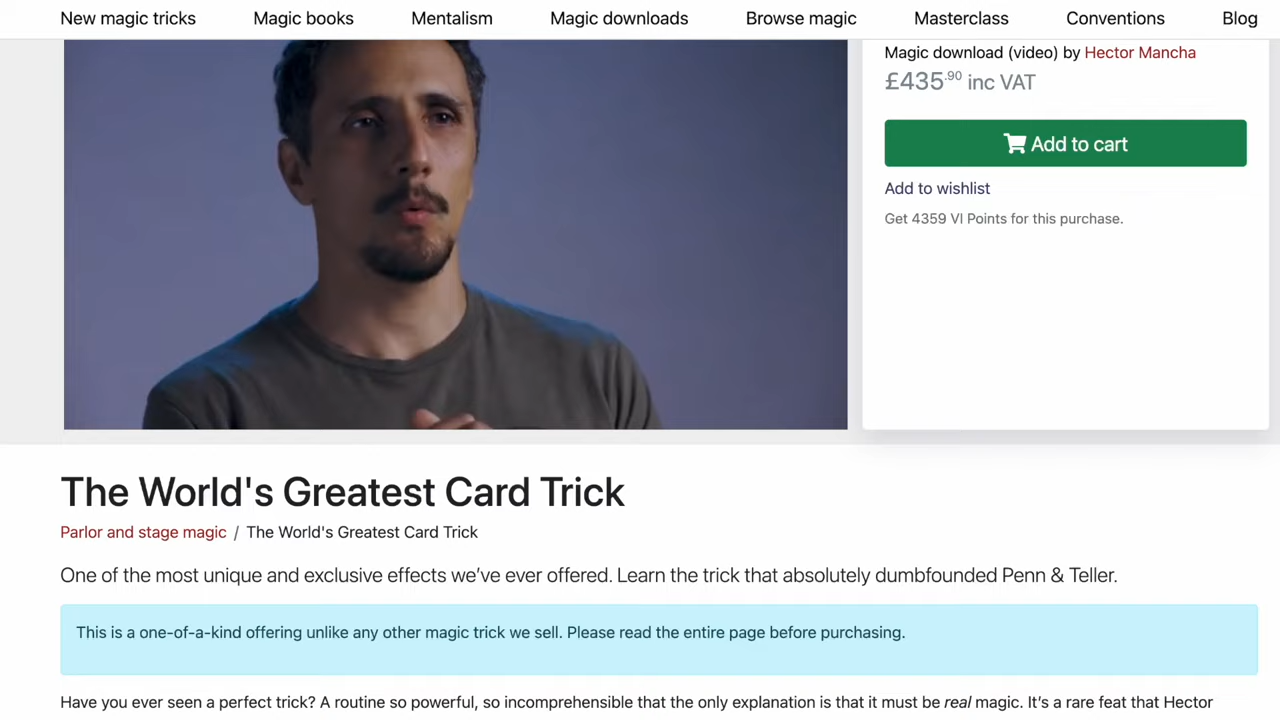 New magic tricks Magic books Mentalism Magic downloads Browse magic Masterclass Conventions Blog
Magic download (video) by Hector Mancha
£435.90 inc VAT
Add to cart
Add to wishlist
Get 4359 VI Points for this purchase.
The World's Greatest Card Trick
Parlor and stage magic / The World's Greatest Card Trick
One of the most unique and exclusive effects we’ve ever offered. Learn the trick that absolutely dumbfounded Penn & Teller.
This is a one-of-a-kind offering unlike any other magic trick we sell. Please read the entire page before purchasing.
Have you ever seen a perfect trick? A routine so powerful, so incomprehensible that the only explanation is that it must be real magic. It’s a rare feat that Hector